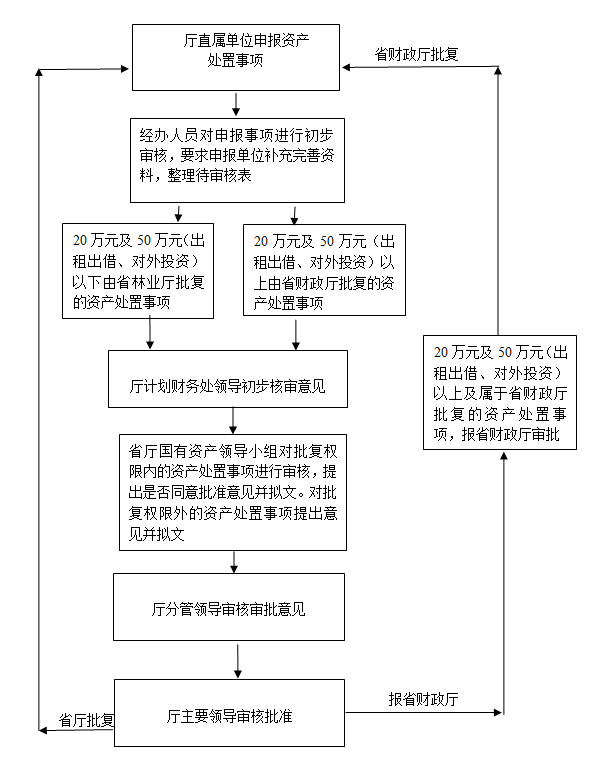 厅直属单位申报资产
处置事项
省财政厅批复
经办人员对申报事项进行初步
审核，要求申报单位补充完善资
料，整理待审核表
20 万元及 50 万元（出
租出借、对外投资）
以下由省林业厅批复
的资产处置事项
20 万元及 50 万元（出
租出借、对外投资）以
上由省财政厅批复的资
产处置事项
20 万元及 50 万元（出
租出借、对外投资）
以上及属于省财政厅
批复的资产处置事
项，报省财政厅审批
厅计划财务处领导初步核审意见
省厅国有资产领导小组对批复权
限内的资产处置事项进行审核，提
出是否同意批准意见并拟文。对批
复权限外的资产处置事项提出意
见并拟文
厅分管领导审核审批意见
厅主要领导审核批准
省厅批复
报省财政厅